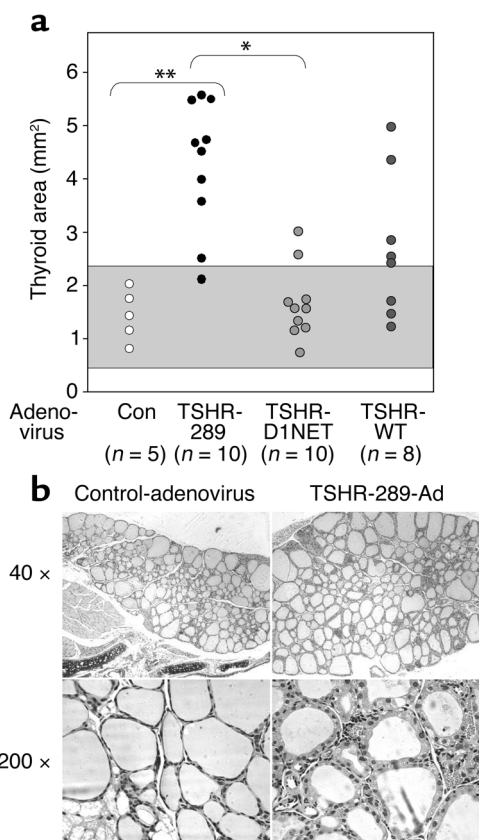 a
Thyroid area (mm²)
6
5
4
3
2
1
0
**
*
Adeno-
virus
Con
(n = 5)
TSHR-
289
(n = 10)
TSHR-
D1NET
(n = 10)
TSHR-
WT
(n = 8)
b
Control-adenovirus
TSHR-289-Ad
40 ×
200 ×